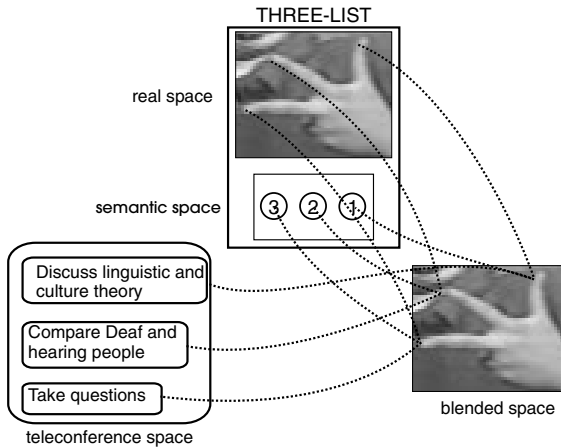 THREE-LIST
real space
semantic space
3 2 1
Discuss linguistic and
culture theory
Compare Deaf and
hearing people
Take questions
teleconference space
blended space